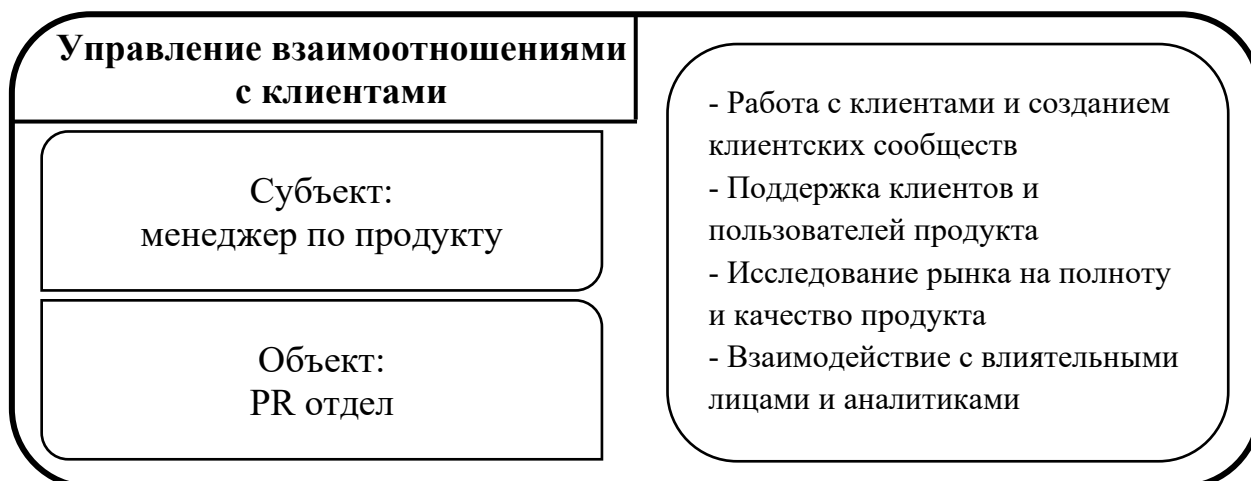 Управление взаимоотношениями
с клиентами
Субъект:
менеджер по продукту
Объект:
PR отдел
- Работа с клиентами и созданием
клиентских сообществ
- Поддержка клиентов и
пользователей продукта
- Исследование рынка на полноту
и качество продукта
- Взаимодействие с влиятельными
лицами и аналитиками